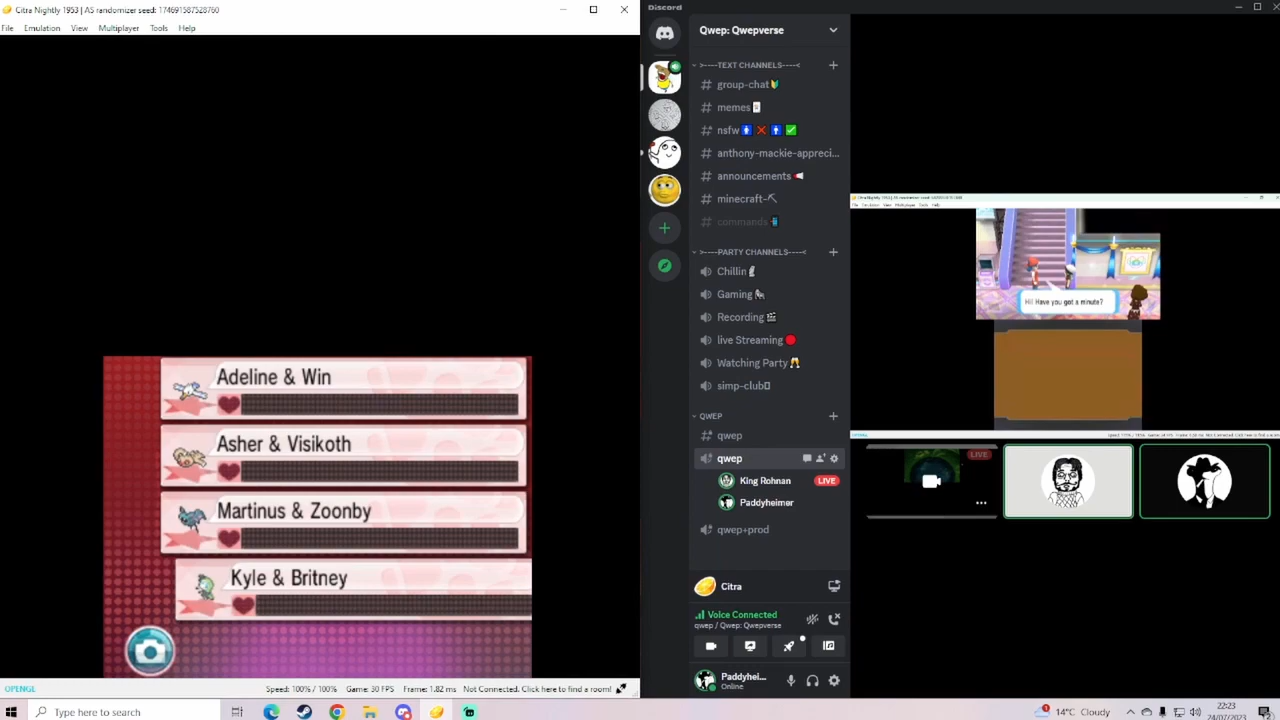 Citra Nightly 1953 | AS randomizer seed: 174691587528760
File Emulation View Multiplayer Tools Help
Adeline & Win
Asher & Visikoth
Martinus & Zoonby
Kyle & Britney
OPENGL
Speed: 100% / 100% Game: 30 FPS Frame: 1.82 ms Not Connected. Click here to find a room!
Discord
Qwep: Qwepverse
>----TEXT CHANNELS----<
group-chat
memes
nsfw
anthony-mackie-appreci...
announcements
minecraft-
commands
>----PARTY CHANNELS----<
Chillin
Gaming
Recording
live Streaming
Watching Party
simp-club
QWEP
qwep
qwep
King Rohnan LIVE
Paddyheimer
qwep+prod
Citra
Voice Connected
qwep / Qwep: Qwepverse
Paddyhei...
Online
Hi! Have you got a minute?
LIVE
Type here to search
14°C Cloudy
22:23
24/07/2023